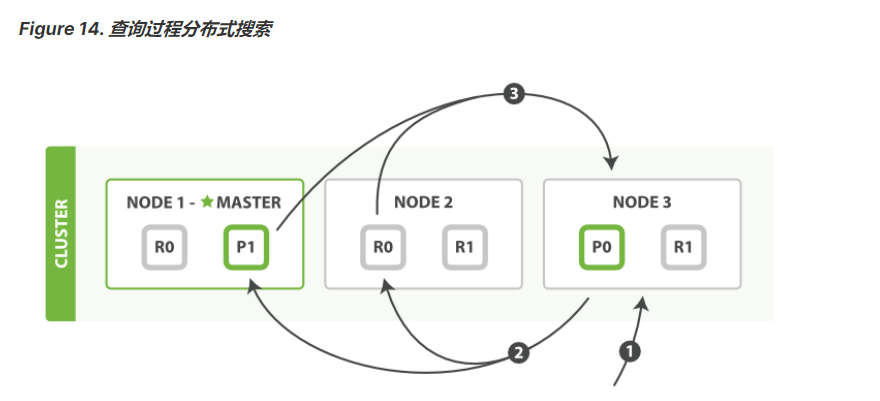 Figure 14. 查询过程分布式搜索
3
CLUSTER
NODE 1 - ★ MASTER
NODE 2
NODE 3
R0
P1
R0
R1
P0
R1
2
1